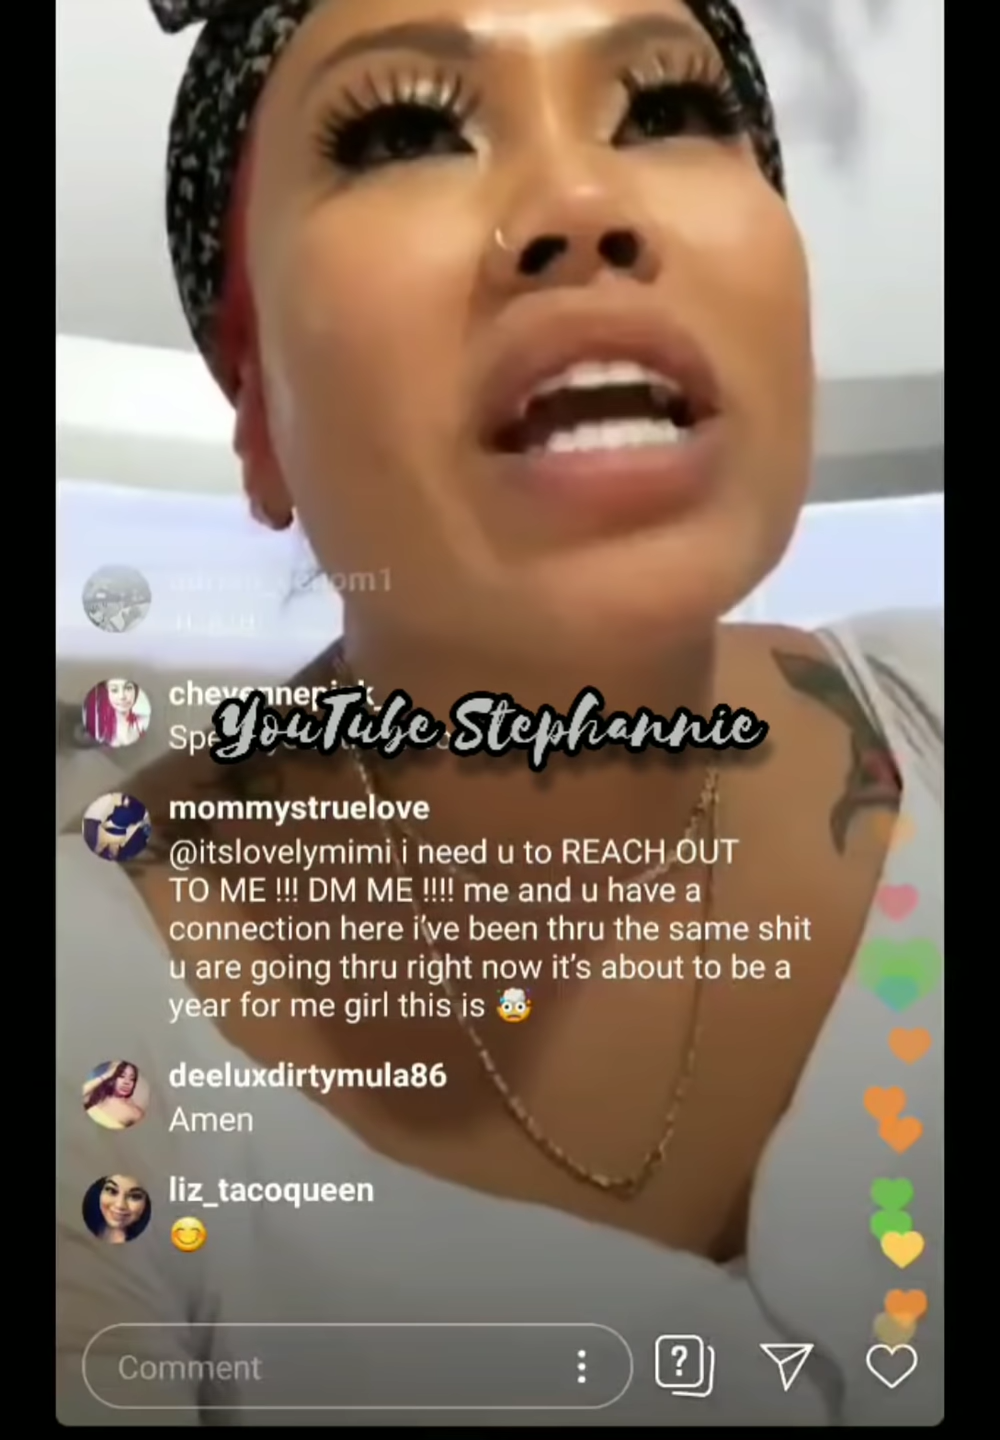 cheyennepink
YouTube Stephannie
mommystruelove
@itslovelymimi i need u to REACH OUT
TO ME !!! DM ME !!!! me and u have a
connection here i've been thru the same shit
u are going thru right now it's about to be a
year for me girl this is 🤯
deeluxdirtymula86
Amen
liz_tacoqueen
😊
Comment
?